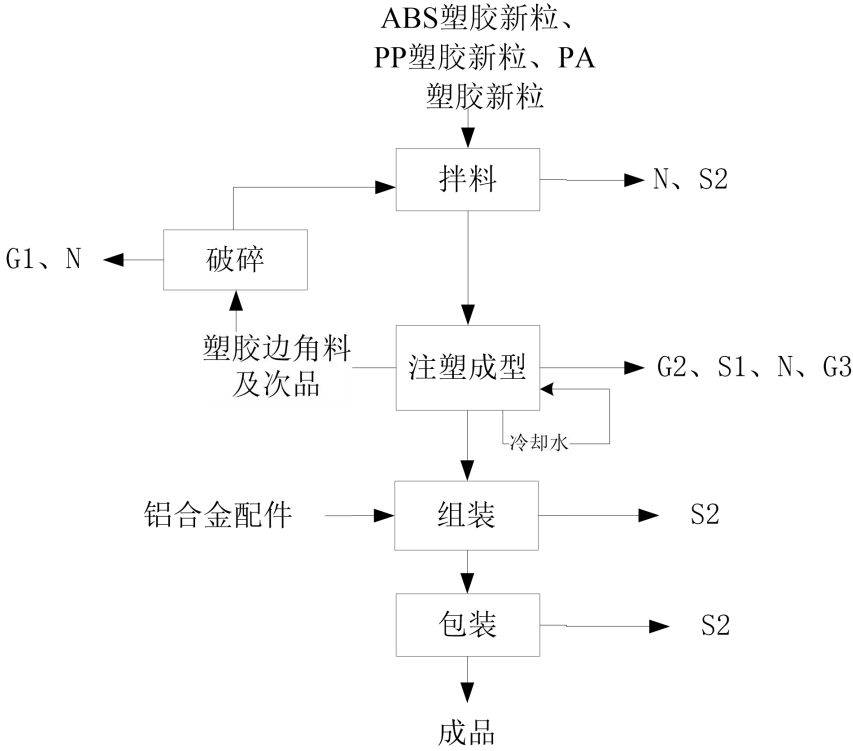 ABS塑胶新粒、
PP塑胶新粒、PA
塑胶新粒
拌料
N、S2
破碎
G1、N
塑胶边角料
及次品
注塑成型
G2、S1、N、G3
冷却水
铝合金配件
组装
S2
包装
S2
成品